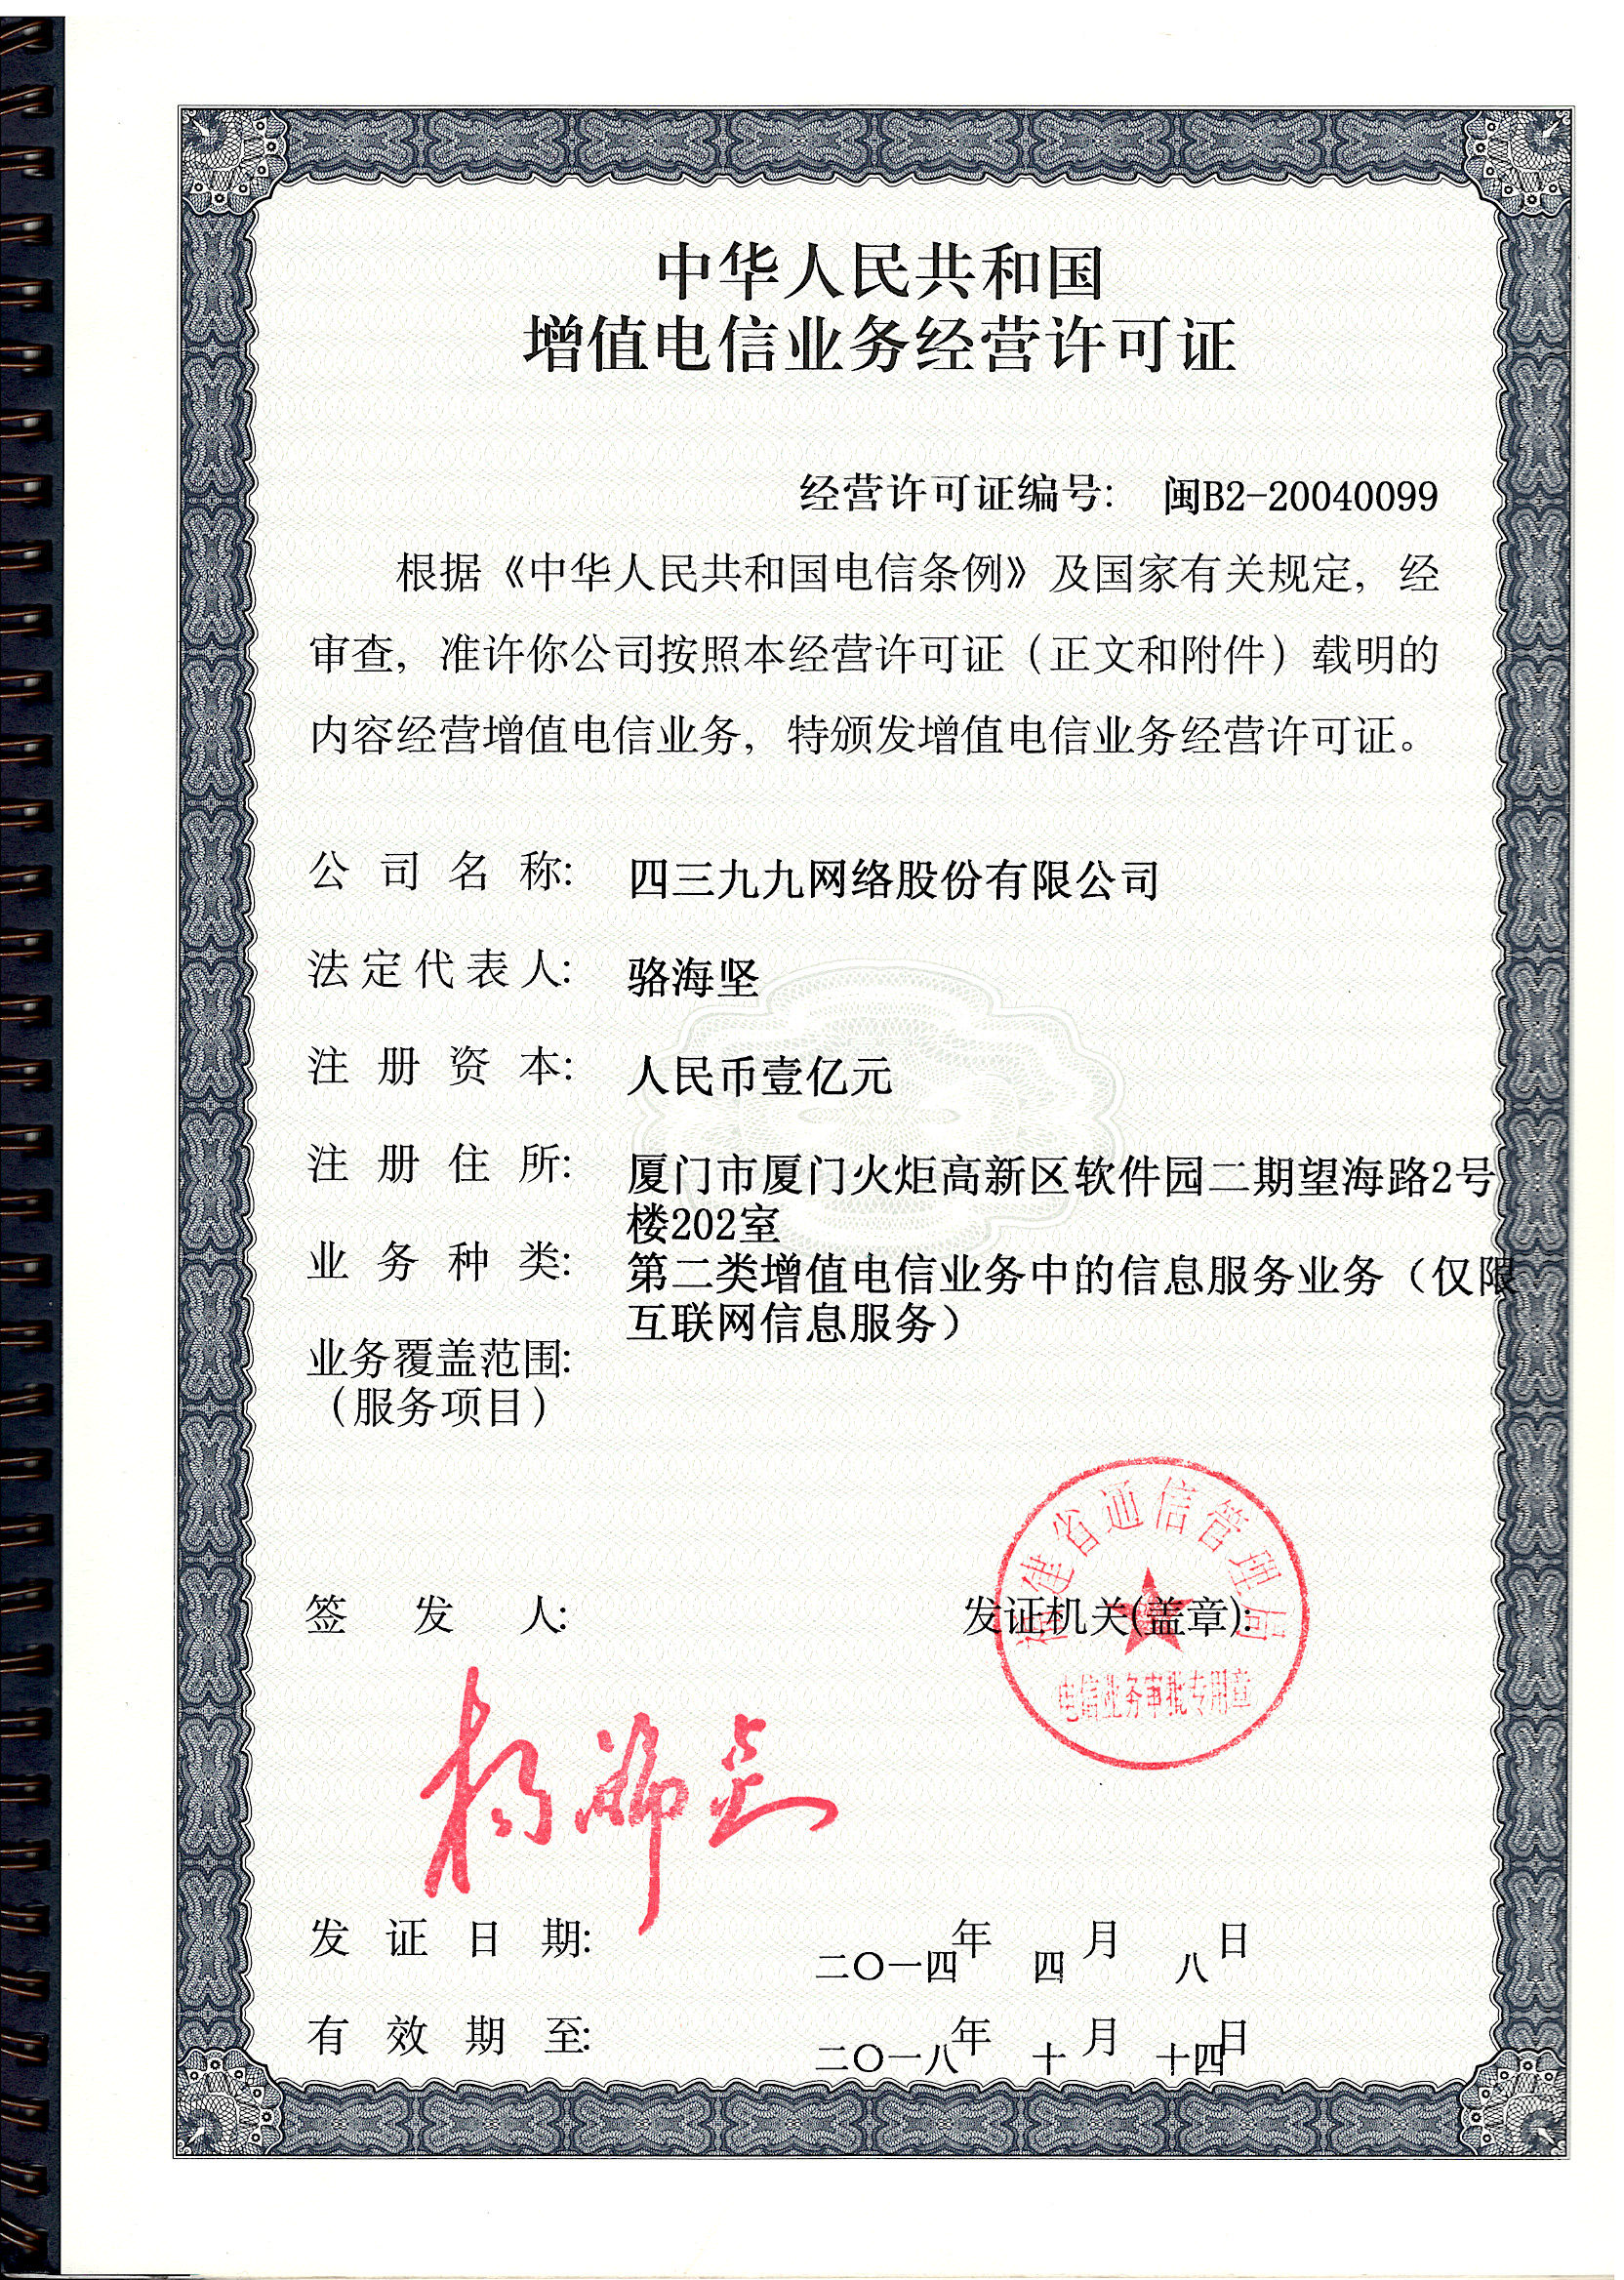 中华人民共和国
增值电信业务经营许可证
经营许可证编号： 闽B2-20040099
根据《中华人民共和国电信条例》及国家有关规定，经
审查，准许你公司按照本经营许可证（正文和附件）载明的
内容经营增值电信业务，特颁发增值电信业务经营许可证。
公司名称： 四三九九网络股份有限公司
法定代表人： 骆海坚
注册资本： 人民币壹亿元
注册住所： 厦门市厦门火炬高新区软件园二期望海路2号
楼202室
业务种类： 第二类增值电信业务中的信息服务业务（仅限
互联网信息服务）
业务覆盖范围：
（服务项目）
签发人：
发证机关(盖章)：
福建省通信管理局
电信业务审批专用章
发证日期： 二〇一四年 四月 八日
有效期至： 二〇一八年 十月 十四日